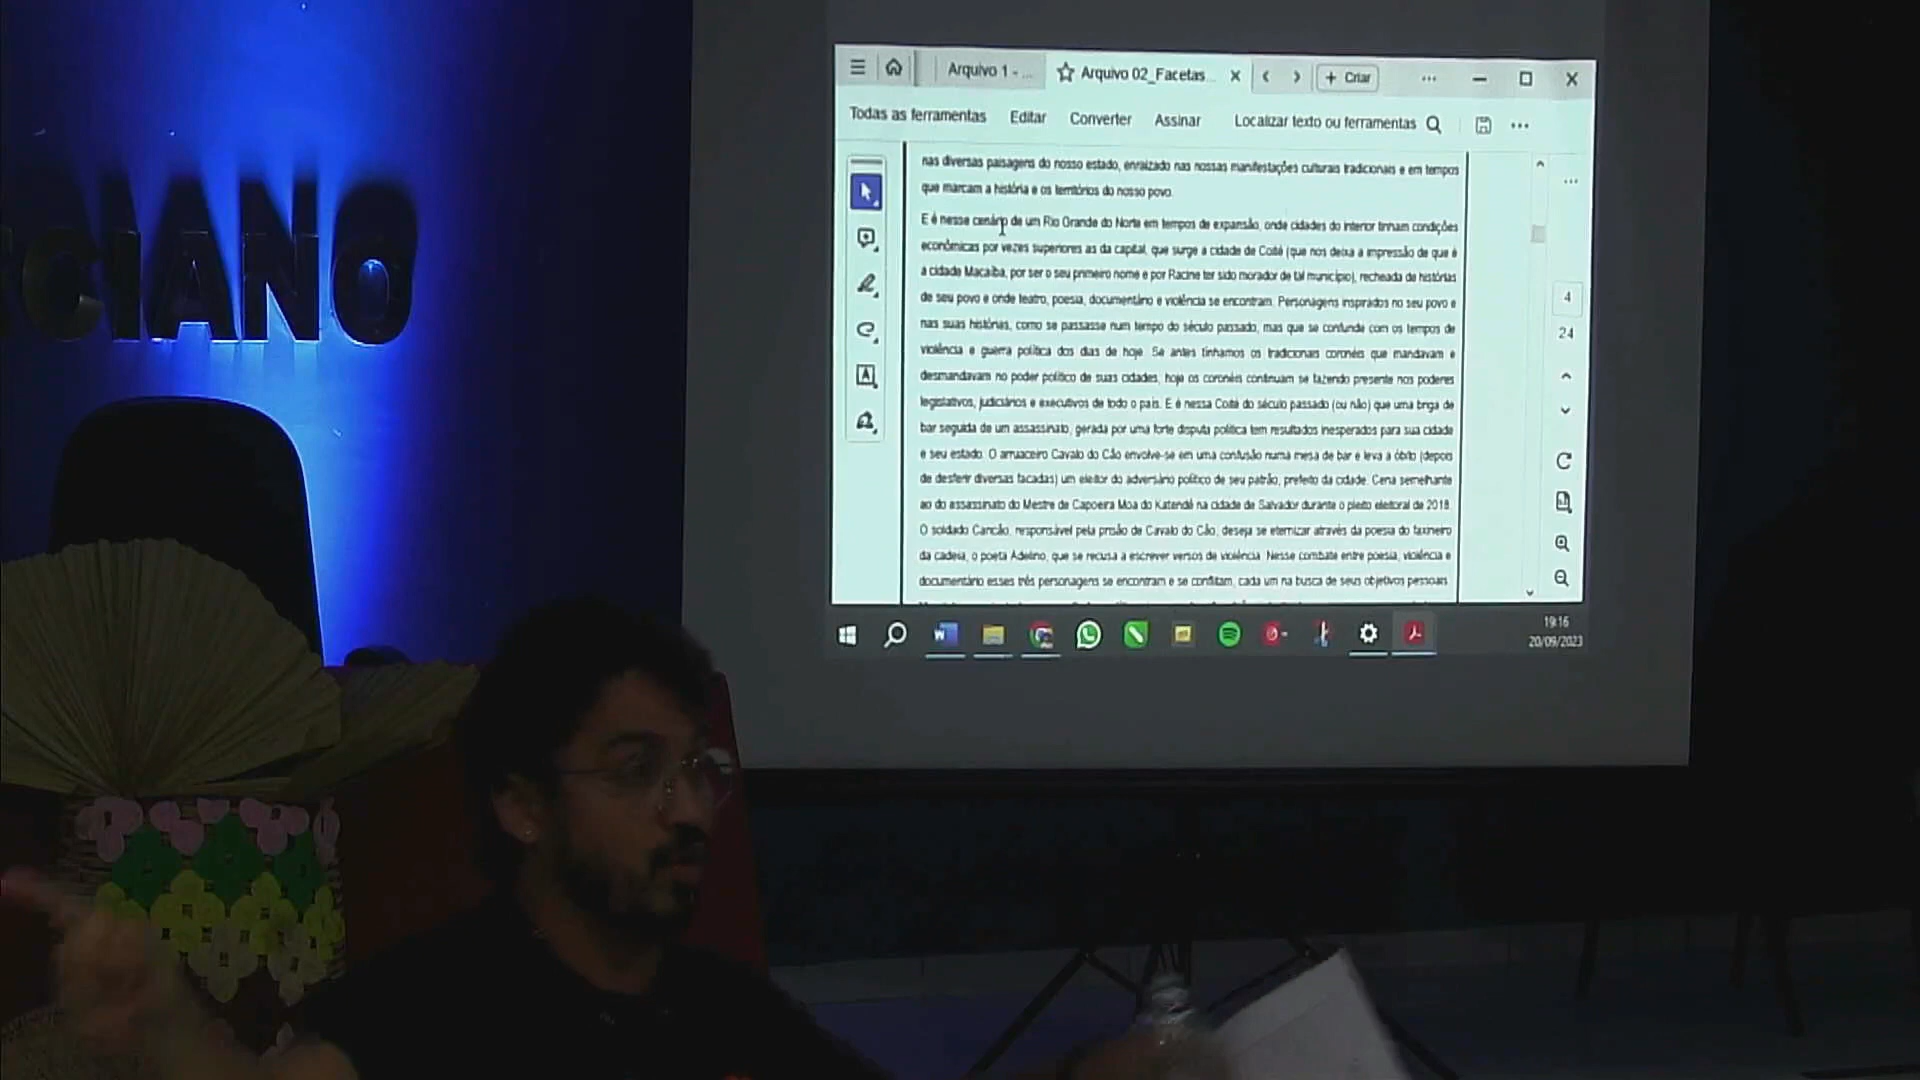 CIANO
Arquivo 1 - ...
Arquivo 02_Facetas...
+ Criar
Todas as ferramentas Editar Converter Assinar Localizar texto ou ferramentas
nas diversas paisagens do nosso estado, enraizado nas nossas manifestações culturais tradicionais e em tempos
que marcam a história e os territórios do nosso povo.
E é nesse cenário de um Rio Grande do Norte em tempos de expansão, onde cidades do interior tinham condições
econômicas por vezes superiores as da capital, que surge a cidade de Coité (que nos deixa a impressão de que é
a cidade Macaíba, por ser o seu primeiro nome e por Racine ter sido morador de tal município), recheada de histórias
de seu povo e onde teatro, poesia, documentário e violência se encontram. Personagens inspirados no seu povo e
nas suas histórias, como se passasse num tempo do século passado, mas que se confunde com os tempos de
violência e guerra política dos dias de hoje. Se antes tínhamos os tradicionais coronéis que mandavam e
desmandavam no poder político de suas cidades, hoje os coronéis continuam se fazendo presente nos poderes
legislativos, judiciários e executivos de todo o país. E é nessa Coité do século passado (ou não) que uma briga de
bar seguida de um assassinato, gerada por uma forte disputa política tem resultados inesperados para sua cidade
e seu estado. O arruaceiro Cavalo do Cão envolve-se em uma confusão numa mesa de bar e leva a óbito (depois
de desferir diversas facadas) um eleitor do adversário político de seu patrão, prefeito da cidade. Cena semelhante
ao do assassinato do Mestre de Capoeira Moa do Katendê na cidade de Salvador durante o pleito eleitoral de 2018.
O soldado Cancão, responsável pela prisão de Cavalo do Cão, deseja se eternizar através da poesia do faxineiro
da cadeia, o poeta Adelino, que se recusa a escrever versos de violência. Nesse combate entre poesia, violência e
documentário esses três personagens se encontram e se conflitam, cada um na busca de seus objetivos pessoais.
4
24
19:16
20/09/2023